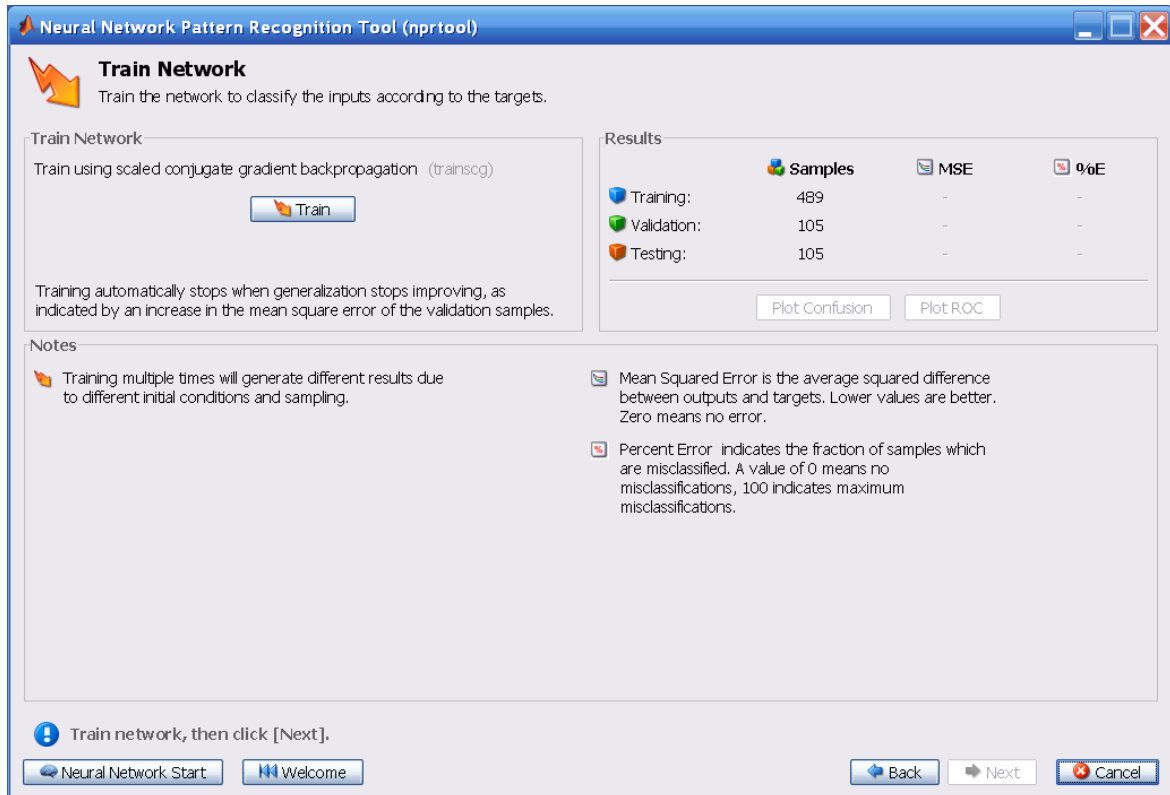 Neural Network Pattern Recognition Tool (nprtool)
Train Network
Train the network to classify the inputs according to the targets.
Train Network
Train using scaled conjugate gradient backpropagation (trainscg)
Train
Training automatically stops when generalization stops improving, as
indicated by an increase in the mean square error of the validation samples.
Results
Samples MSE %E
Training: 489 - -
Validation: 105 - -
Testing: 105 - -
Plot Confusion Plot ROC
Notes
Training multiple times will generate different results due
to different initial conditions and sampling.
Mean Squared Error is the average squared difference
between outputs and targets. Lower values are better.
Zero means no error.
Percent Error indicates the fraction of samples which
are misclassified. A value of 0 means no
misclassifications, 100 indicates maximum
misclassifications.
Train network, then click [Next].
Neural Network Start Welcome Back Next Cancel